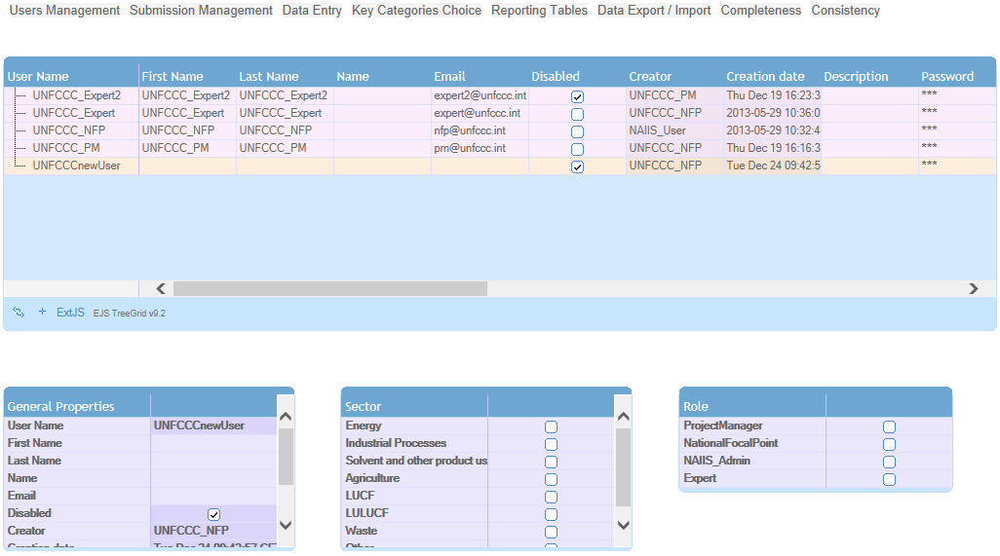 Users Management Submission Management Data Entry Key Categories Choice Reporting Tables Data Export / Import Completeness Consistency
User Name First Name Last Name Name Email Disabled Creator Creation date Description Password
UNFCCC_Expert2 UNFCCC_Expert2 UNFCCC_Expert2 expert2@unfccc.int UNFCCC_PM Thu Dec 19 16:23:3 ***
UNFCCC_Expert UNFCCC_Expert UNFCCC_Expert expert@unfccc.int UNFCCC_NFP 2013-05-29 10:36:0 ***
UNFCCC_NFP UNFCCC_NFP UNFCCC_NFP nfp@unfccc.int NAIIS_User 2013-05-29 10:32:4 ***
UNFCCC_PM UNFCCC_PM UNFCCC_PM pm@unfccc.int UNFCCC_NFP Thu Dec 19 16:16:3 ***
UNFCCCnewUser UNFCCC_NFP Tue Dec 24 09:42:5 ***
ExtJS EJS TreeGrid v9.2
General Properties
User Name UNFCCCnewUser
First Name
Last Name
Name
Email
Disabled
Creator UNFCCC_NFP
Creation date Tue Dec 24 09:42:57 CE
Sector
Energy
Industrial Processes
Solvent and other product us
Agriculture
LUCF
LULUCF
Waste
Other
Role
ProjectManager
NationalFocalPoint
NAIIS_Admin
Expert